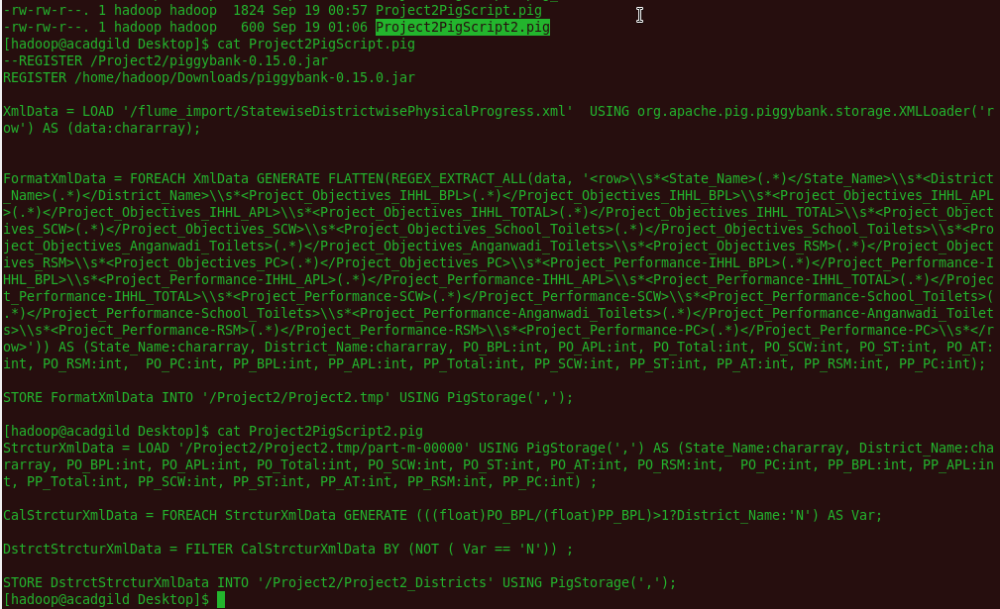 -rw-rw-r--. 1 hadoop hadoop  1824 Sep 19 00:57 Project2PigScript.pig
-rw-rw-r--. 1 hadoop hadoop   600 Sep 19 01:06 Project2PigScript2.pig
[hadoop@acadgild Desktop]$ cat Project2PigScript.pig
--REGISTER /Project2/piggybank-0.15.0.jar
REGISTER /home/hadoop/Downloads/piggybank-0.15.0.jar
XmlData = LOAD '/flume_import/StatewiseDistrictwisePhysicalProgress.xml'  USING org.apache.pig.piggybank.storage.XMLLoader('r
ow') AS (data:chararray);
FormatXmlData = FOREACH XmlData GENERATE FLATTEN(REGEX_EXTRACT_ALL(data, '<row>\\s*<State_Name>(.*)</State_Name>\\s*<District
_Name>(.*)</District_Name>\\s*<Project_Objectives_IHHL_BPL>(.*)</Project_Objectives_IHHL_BPL>\\s*<Project_Objectives_IHHL_APL
>(.*)</Project_Objectives_IHHL_APL>\\s*<Project_Objectives_IHHL_TOTAL>(.*)</Project_Objectives_IHHL_TOTAL>\\s*<Project_Object
ives_SCW>(.*)</Project_Objectives_SCW>\\s*<Project_Objectives_School_Toilets>(.*)</Project_Objectives_School_Toilets>\\s*<Pro
ject_Objectives_Anganwadi_Toilets>(.*)</Project_Objectives_Anganwadi_Toilets>\\s*<Project_Objectives_RSM>(.*)</Project_Object
ives_RSM>\\s*<Project_Objectives_PC>(.*)</Project_Objectives_PC>\\s*<Project_Performance-IHHL_BPL>(.*)</Project_Performance-I
HHL_BPL>\\s*<Project_Performance-IHHL_APL>(.*)</Project_Performance-IHHL_APL>\\s*<Project_Performance-IHHL_TOTAL>(.*)</Projec
t_Performance-IHHL_TOTAL>\\s*<Project_Performance-SCW>(.*)</Project_Performance-SCW>\\s*<Project_Performance-School_Toilets>(
.*)</Project_Performance-School_Toilets>\\s*<Project_Performance-Anganwadi_Toilets>(.*)</Project_Performance-Anganwadi_Toilet
s>\\s*<Project_Performance-RSM>(.*)</Project_Performance-RSM>\\s*<Project_Performance-PC>(.*)</Project_Performance-PC>\\s*</r
ow>')) AS (State_Name:chararray, District_Name:chararray, PO_BPL:int, PO_APL:int, PO_Total:int, PO_SCW:int, PO_ST:int, PO_AT:
int, PO_RSM:int,  PO_PC:int, PP_BPL:int, PP_APL:int, PP_Total:int, PP_SCW:int, PP_ST:int, PP_AT:int, PP_RSM:int, PP_PC:int);
STORE FormatXmlData INTO '/Project2/Project2.tmp' USING PigStorage(',');
[hadoop@acadgild Desktop]$ cat Project2PigScript2.pig
StrcturXmlData = LOAD '/Project2/Project2.tmp/part-m-00000' USING PigStorage(',') AS (State_Name:chararray, District_Name:cha
rarray, PO_BPL:int, PO_APL:int, PO_Total:int, PO_SCW:int, PO_ST:int, PO_AT:int, PO_RSM:int,  PO_PC:int, PP_BPL:int, PP_APL:in
t, PP_Total:int, PP_SCW:int, PP_ST:int, PP_AT:int, PP_RSM:int, PP_PC:int) ;
CalStrcturXmlData = FOREACH StrcturXmlData GENERATE (((float)PO_BPL/(float)PP_BPL)>1?District_Name:'N') AS Var;
DstrctStrcturXmlData = FILTER CalStrcturXmlData BY (NOT ( Var == 'N')) ;
STORE DstrctStrcturXmlData INTO '/Project2/Project2_Districts' USING PigStorage(',');
[hadoop@acadgild Desktop]$